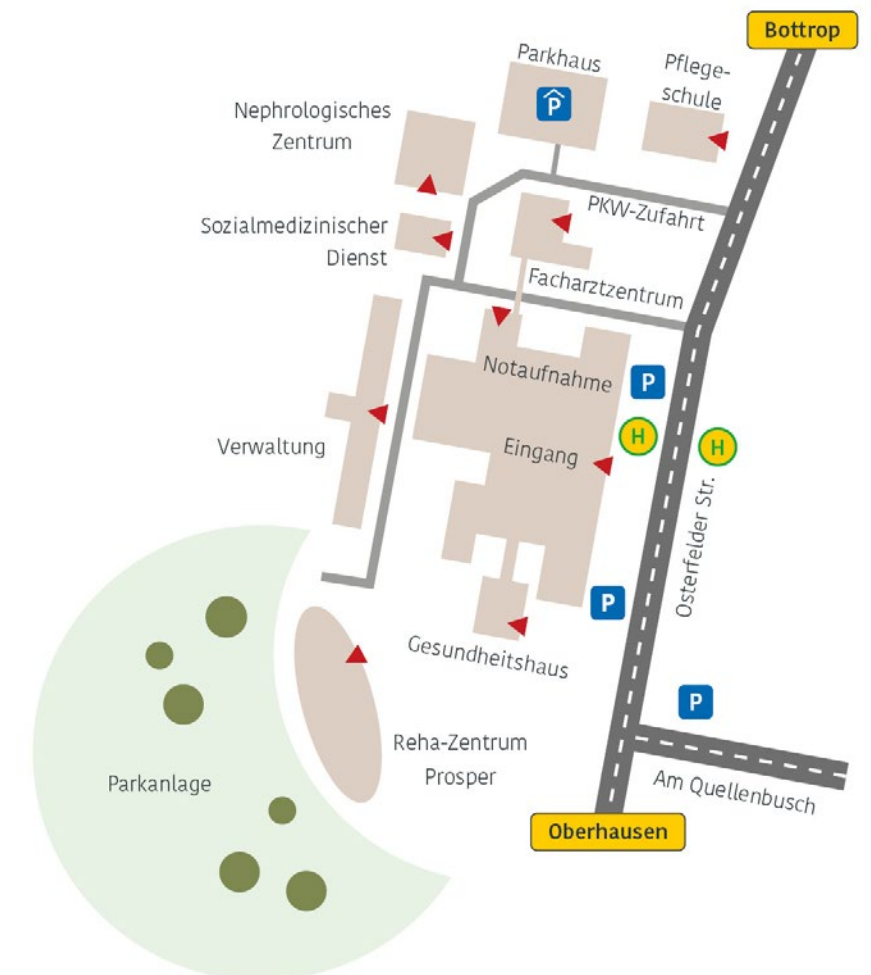 Bottrop
Parkhaus
P
Pflege-
schule
Nephrologisches
Zentrum
PKW-Zufahrt
Sozialmedizinischer
Dienst
Facharztzentrum
Notaufnahme
P
H
H
Verwaltung
Eingang
Osterfelder Str.
P
Gesundheitshaus
P
Reha-Zentrum
Prosper
Parkanlage
Am Quellenbusch
Oberhausen